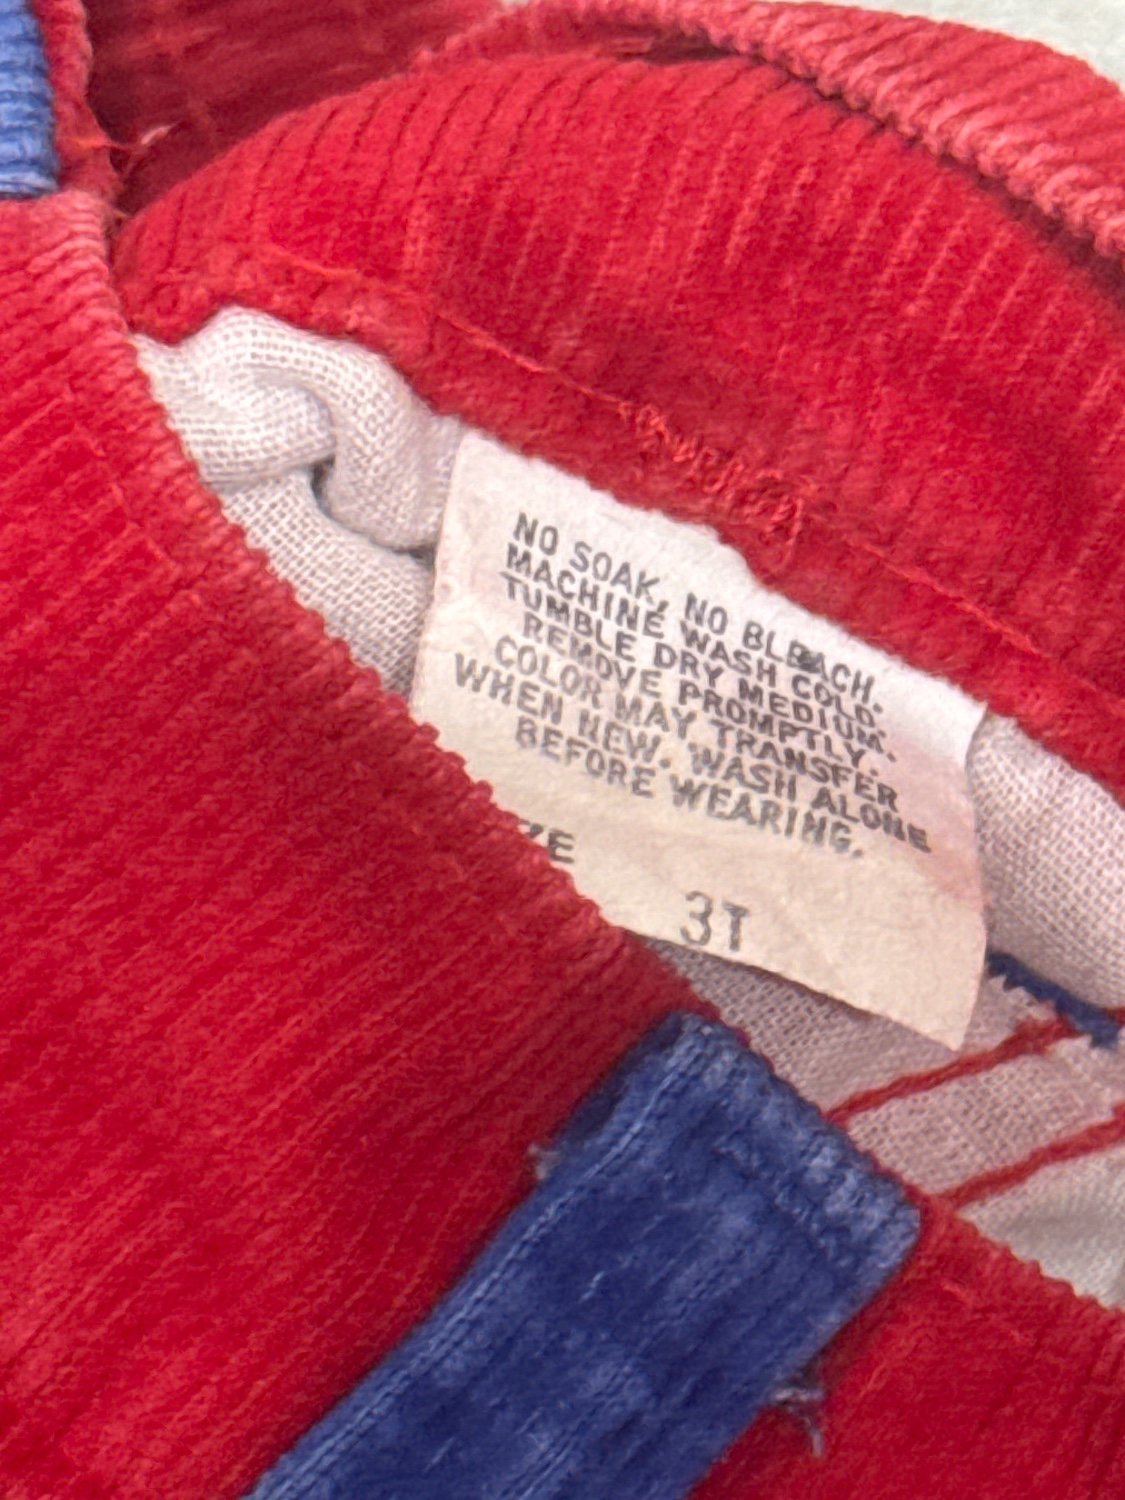 NO SOAK, NO BLEACH.
MACHINE WASH COLD.
TUMBLE DRY MEDIUM.
REMOVE PROMPTLY.
COLOR MAY TRANSFER
WHEN NEW. WASH ALONE
BEFORE WEARING.
ZE
3T